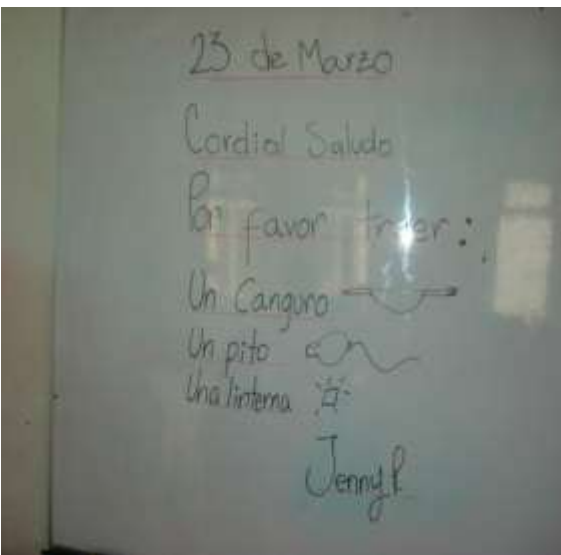 23 de Marzo
Cordial Saludo
Por favor traer:
Un Canguro
Un pito
Una linterna
Jenny P.